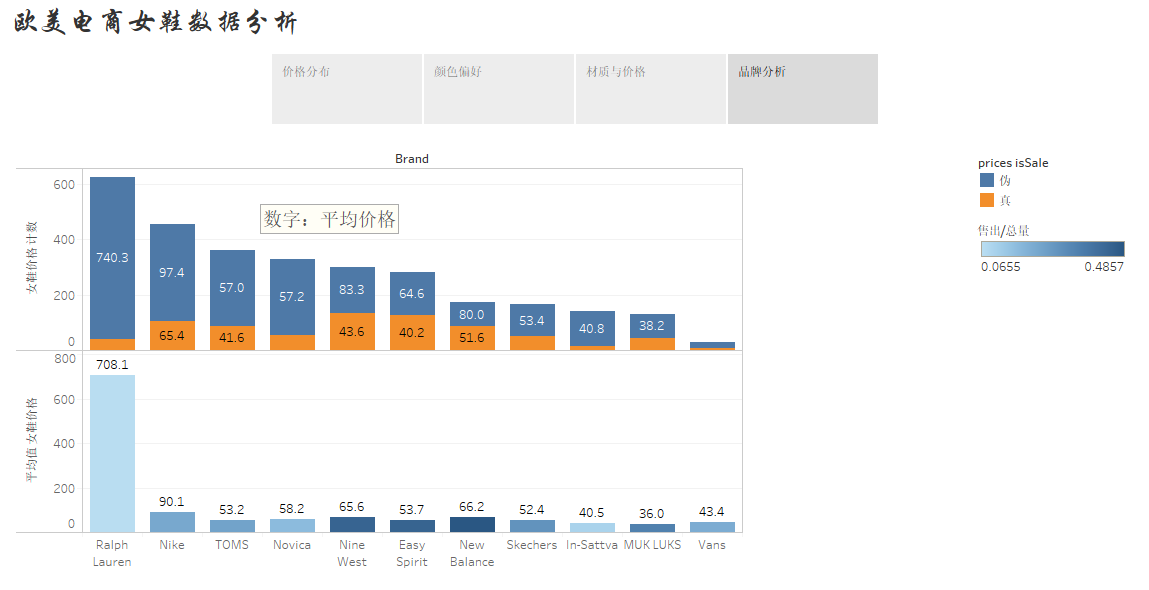 欧美电商女鞋数据分析
价格分布
颜色偏好
材质与价格
品牌分析
Brand
女鞋价格 计数
600
400
200
0
数字：平均价格
740.3
97.4
65.4
57.0
41.6
57.2
83.3
43.6
64.6
40.2
80.0
51.6
53.4
40.8
38.2
平均值 女鞋价格
800
600
400
200
0
708.1
90.1
53.2
58.2
65.6
53.7
66.2
52.4
40.5
36.0
43.4
Ralph
Lauren
Nike
TOMS
Novica
Nine
West
Easy
Spirit
New
Balance
Skechers
In-Sattva
MUK LUKS
Vans
prices isSale
伪
真
售出/总量
0.0655
0.4857